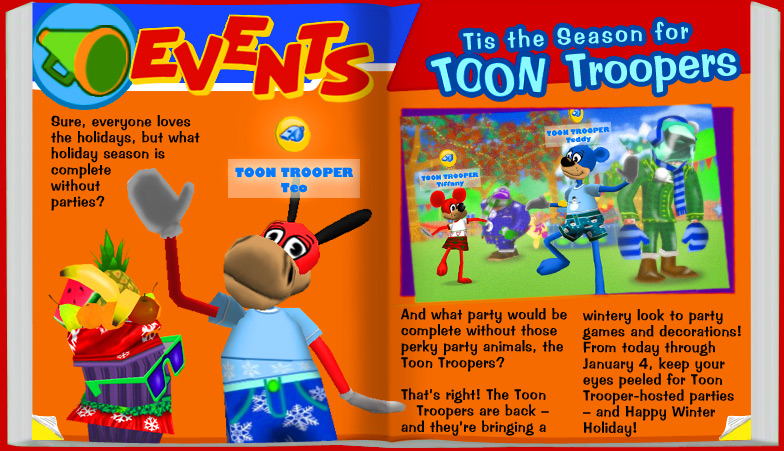 EVENTS
Sure, everyone loves
the holidays, but what
holiday season is
complete
without
parties?
TOON TROOPER
Teo
Tis the Season for
TOON Troopers
TOON TROOPER
Tiffany
TOON TROOPER
Teddy
And what party would be
complete without those
perky party animals, the
Toon Troopers?
That's right! The Toon
Troopers are back –
and they're bringing a
wintery look to party
games and decorations!
From today through
January 4, keep your
eyes peeled for Toon
Trooper-hosted parties
– and Happy Winter
Holiday!